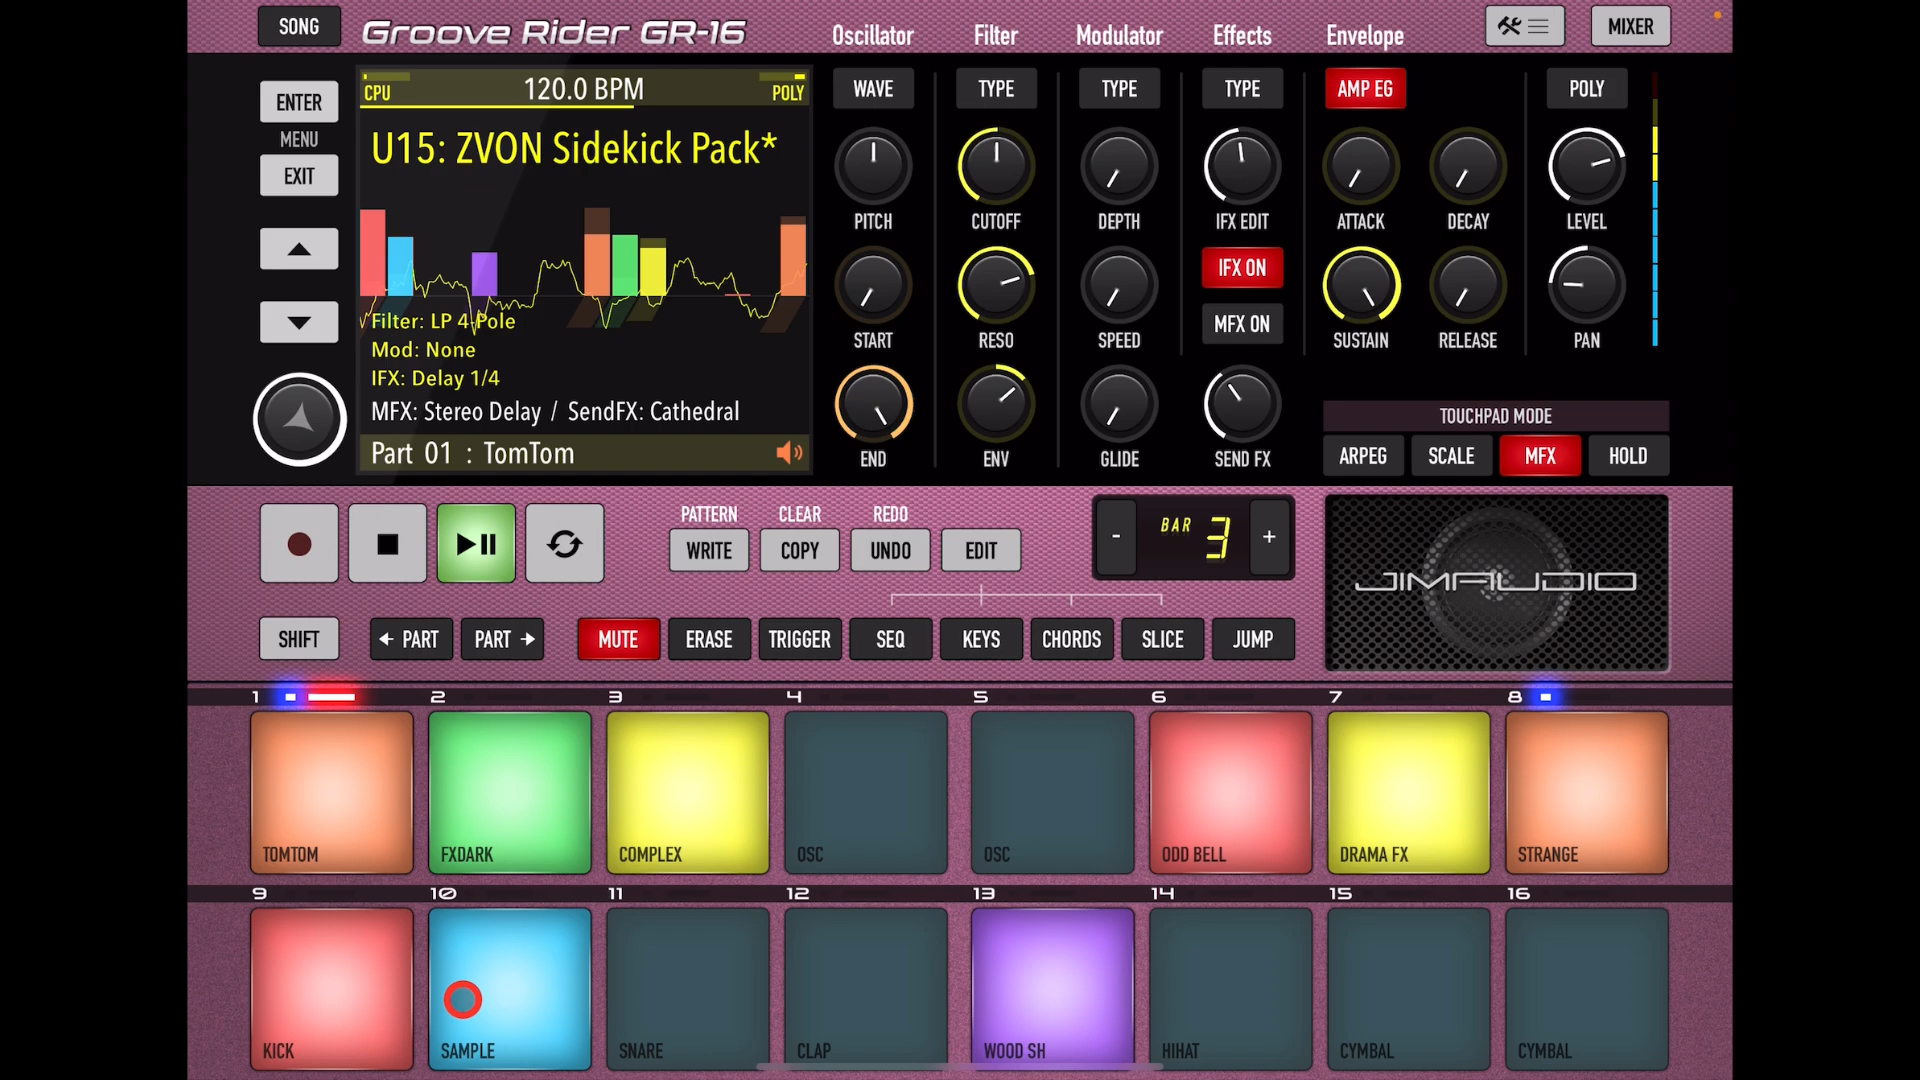 SONG
Groove Rider GR-16
Oscillator
Filter
Modulator
Effects
Envelope
MIXER
ENTER
MENU
EXIT
CPU
120.0 BPM
POLY
U15: ZVON Sidekick Pack*
Filter: LP 4-Pole
Mod: None
IFX: Delay 1/4
MFX: Stereo Delay / SendFX: Cathedral
Part 01 : TomTom
WAVE
TYPE
TYPE
TYPE
AMP EG
POLY
PITCH
CUTOFF
DEPTH
IFX EDIT
ATTACK
DECAY
LEVEL
IFX ON
MFX ON
START
RESO
SPEED
SUSTAIN
RELEASE
PAN
END
ENV
GLIDE
SEND FX
TOUCHPAD MODE
ARPEG
SCALE
MFX
HOLD
PATTERN
CLEAR
REDO
WRITE
COPY
UNDO
EDIT
-
BAR 3
+
JIMAUDIO
SHIFT
← PART
PART →
MUTE
ERASE
TRIGGER
SEQ
KEYS
CHORDS
SLICE
JUMP
1
2
3
4
5
6
7
8
TOMTOM
FXDARK
COMPLEX
OSC
OSC
ODD BELL
DRAMA FX
STRANGE
9
10
11
12
13
14
15
16
KICK
SAMPLE
SNARE
CLAP
WOOD SH
HIHAT
CYMBAL
CYMBAL